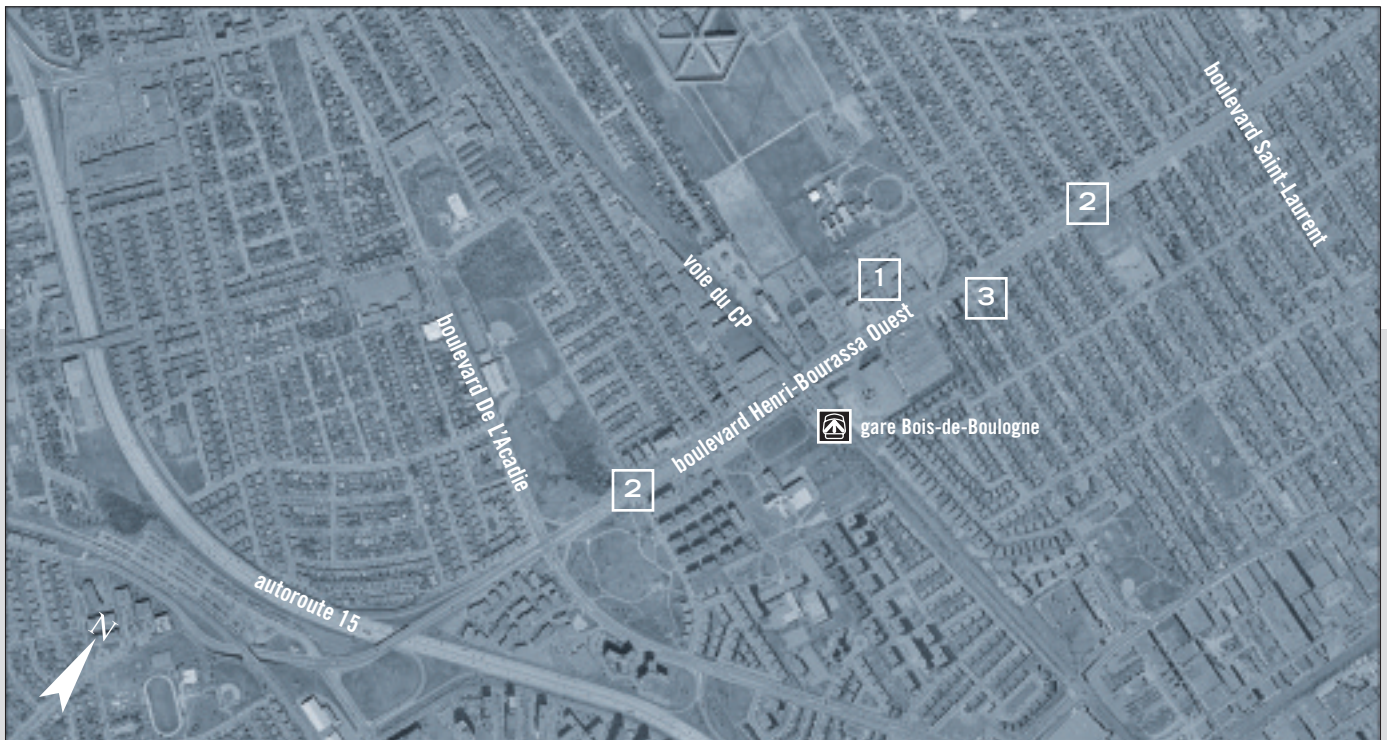 boulevard Saint-Laurent
2
voie du CP
1
3
boulevard De L'Acadie
boulevard Henri-Bourassa Ouest
gare Bois-de-Boulogne
2
autoroute 15
N